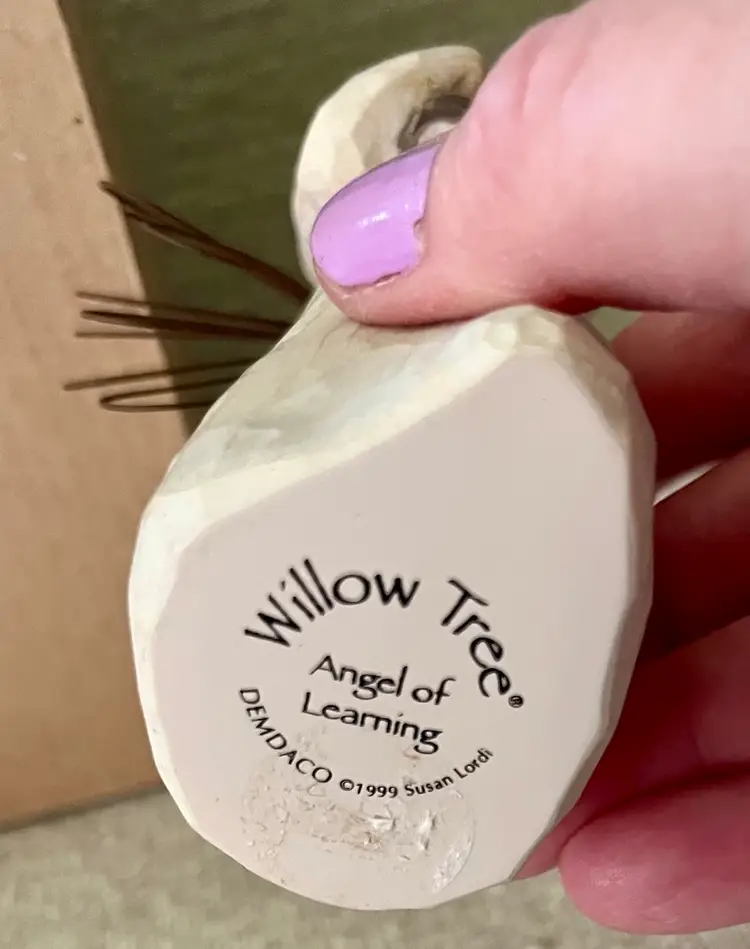 Willow Tree®
Angel of
Learning
DEMDACO ©1999 Susan Lordi